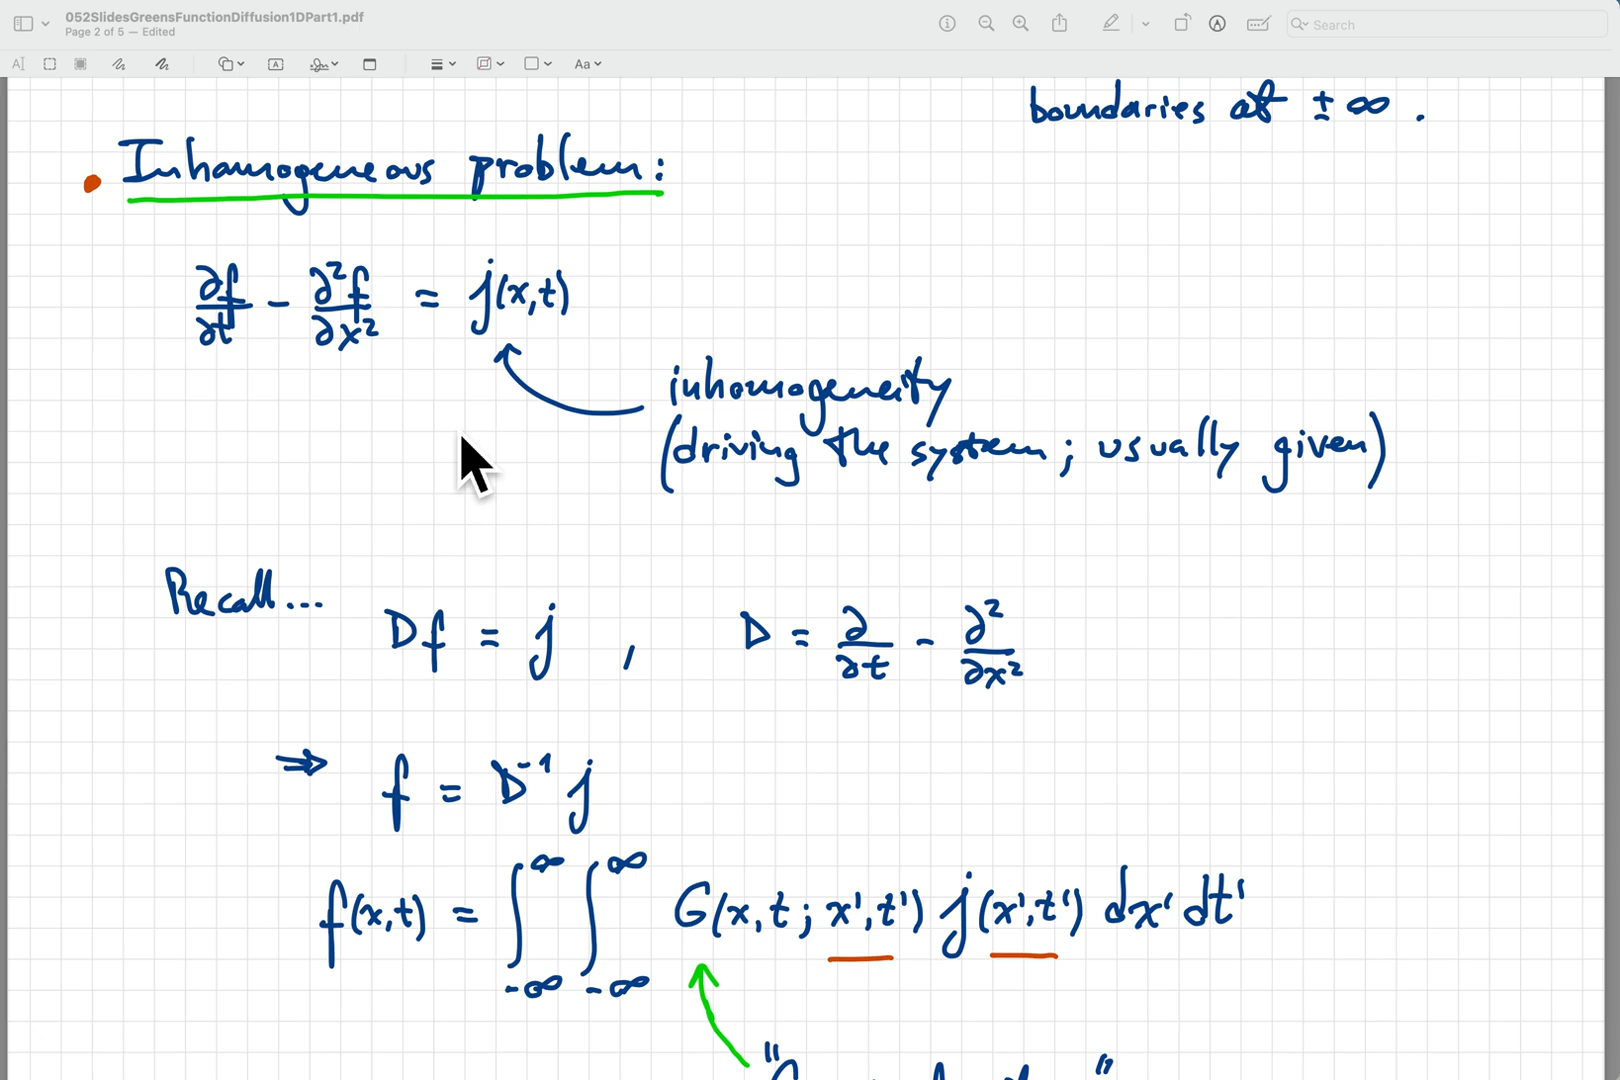 052SlidesGreensFunctionDiffusion1DPart1.pdf
Page 2 of 5 — Edited
Search
Aa
boundaries at ± ∞ .
• Inhomogeneous problem:
∂f/∂t - ∂²f/∂x² = j(x,t)
inhomogeneity
(driving the system; usually given)
Recall...
Df = j , D = ∂/∂t - ∂²/∂x²
⇒ f = D⁻¹ j
f(x,t) = ∫_{-∞}^{∞} ∫_{-∞}^{∞} G(x,t; x',t') j(x',t') dx' dt'